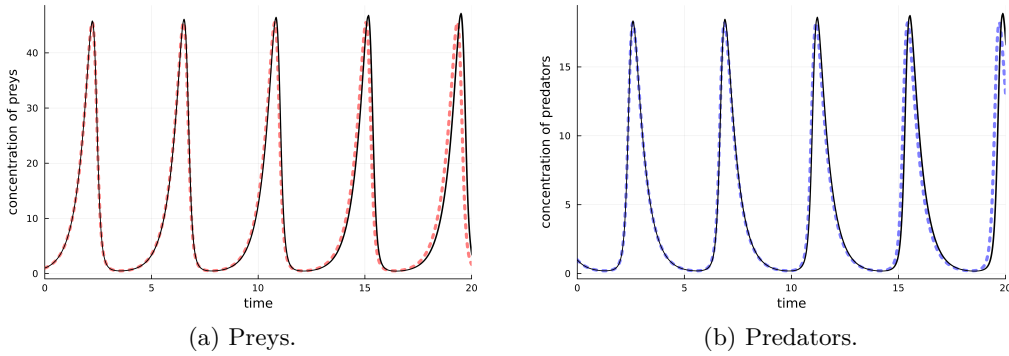 concentration of preys
40
30
20
10
0
0 5 10 15 20
time
(a) Preys.
concentration of predators
15
10
5
0
0 5 10 15 20
time
(b) Predators.